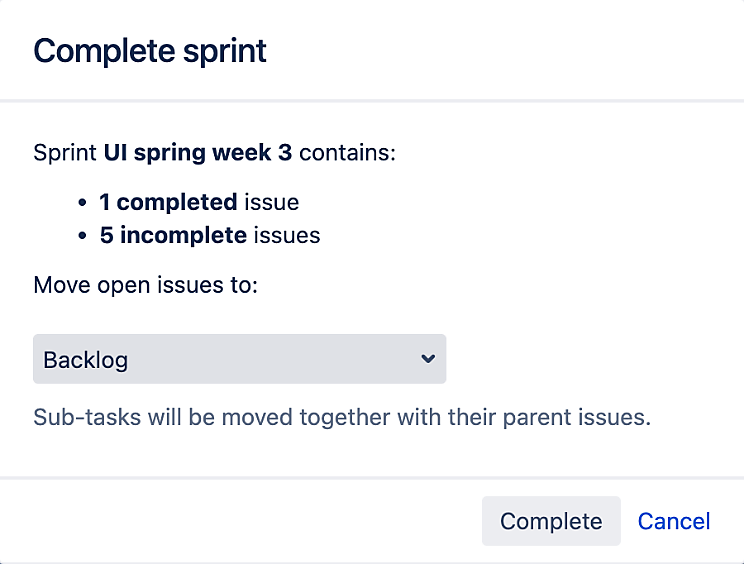 Complete sprint
Sprint UI spring week 3 contains:
• 1 completed issue
• 5 incomplete issues
Move open issues to:
Backlog
Sub-tasks will be moved together with their parent issues.
Complete Cancel